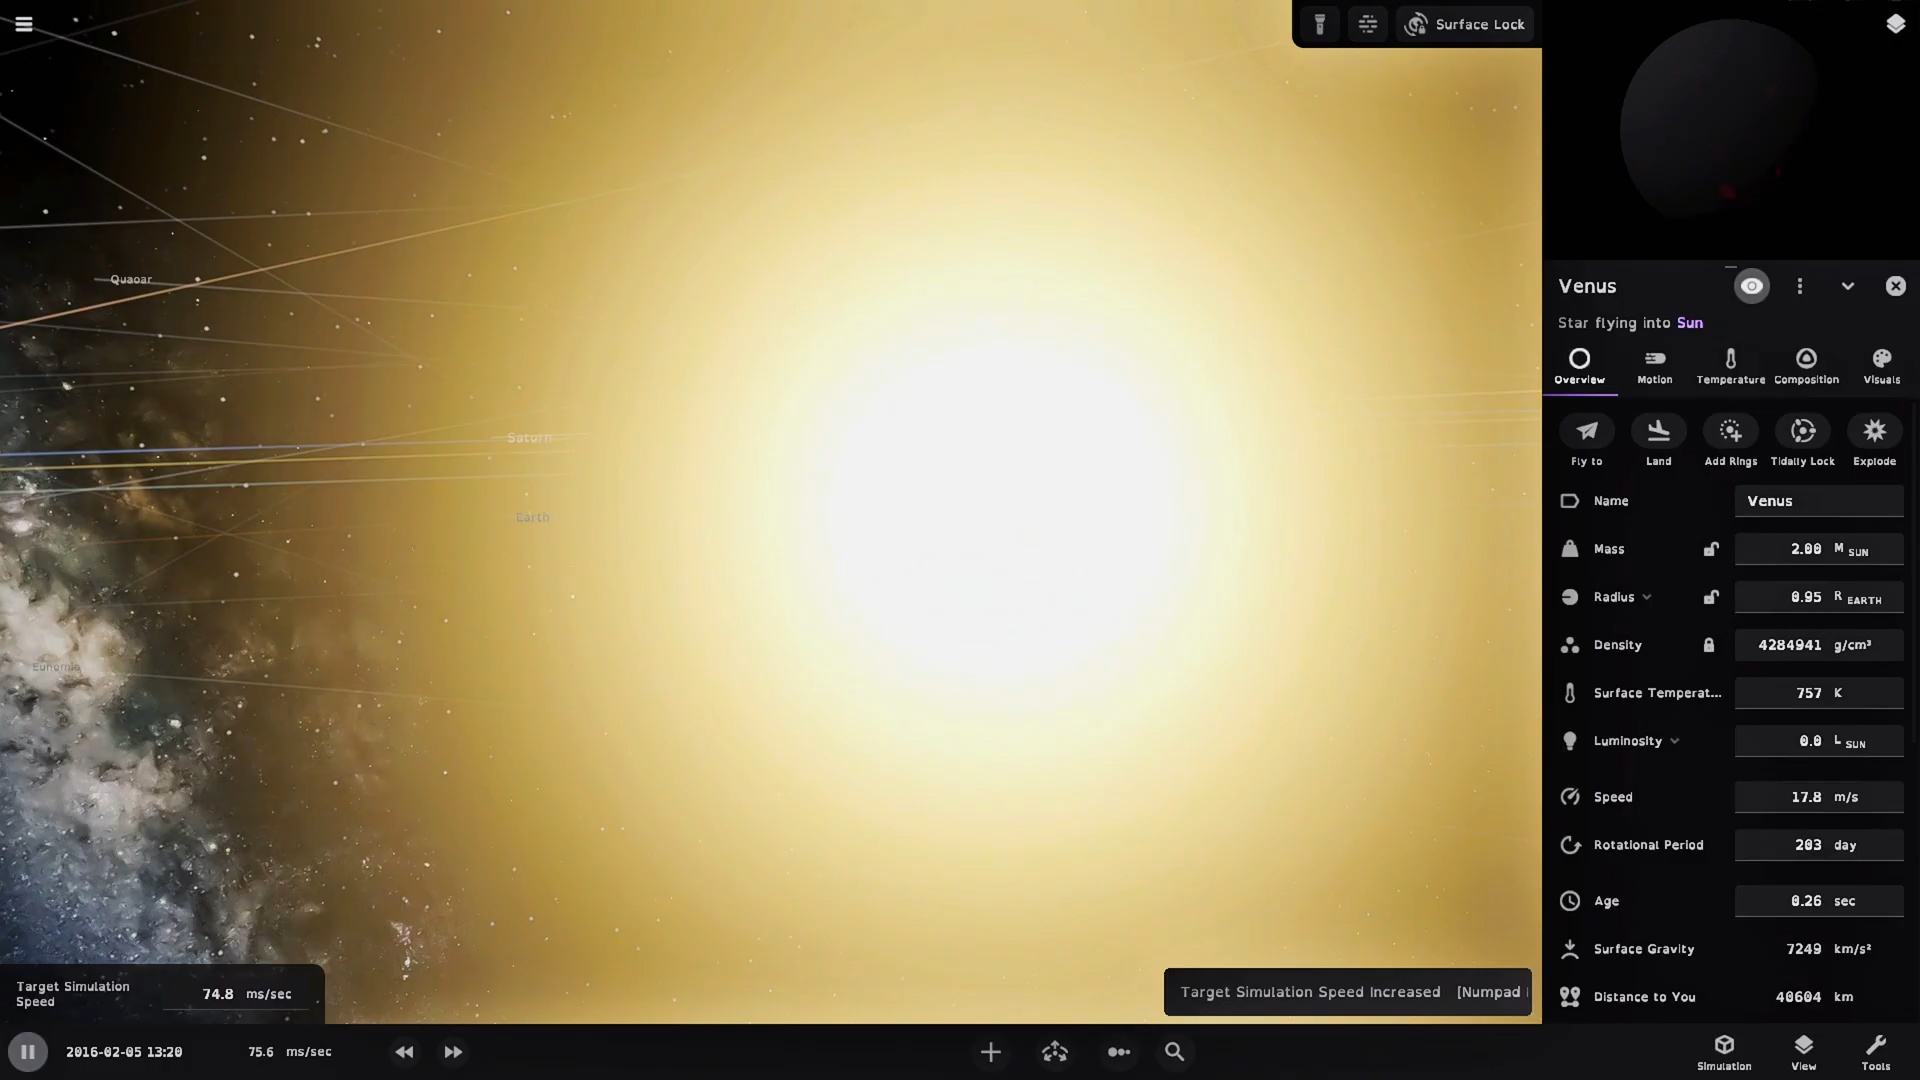 Surface Lock
Quaoar
Saturn
Earth
Eunomia
Venus
Star flying into Sun
Overview
Motion
Temperature
Composition
Visuals
Fly to
Land
Add Rings
Tidally Lock
Explode
Name Venus
Mass 2.00 M SUN
Radius 0.95 R EARTH
Density 4284941 g/cm³
Surface Temperat... 757 K
Luminosity 0.0 L SUN
Speed 17.8 m/s
Rotational Period 203 day
Age 0.26 sec
Surface Gravity 7249 km/s²
Distance to You 40604 km
Target Simulation
Speed
74.8 ms/sec
Target Simulation Speed Increased [Numpad
2016-02-05 13:20 75.6 ms/sec
Simulation
View
Tools